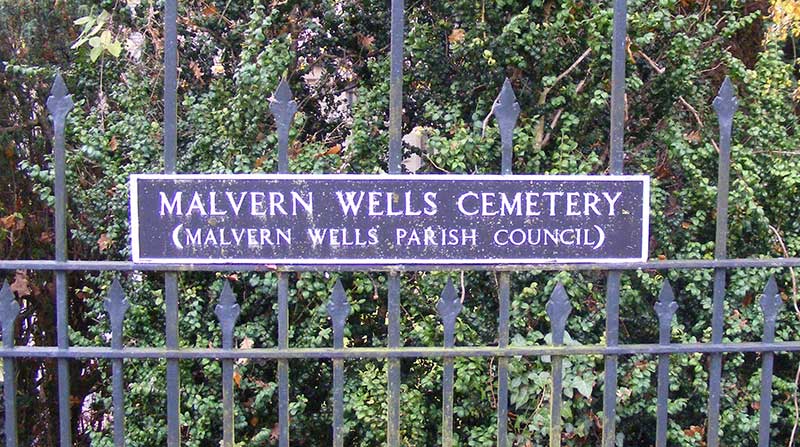 MALVERN WELLS CEMETERY
(MALVERN WELLS PARISH COUNCIL)